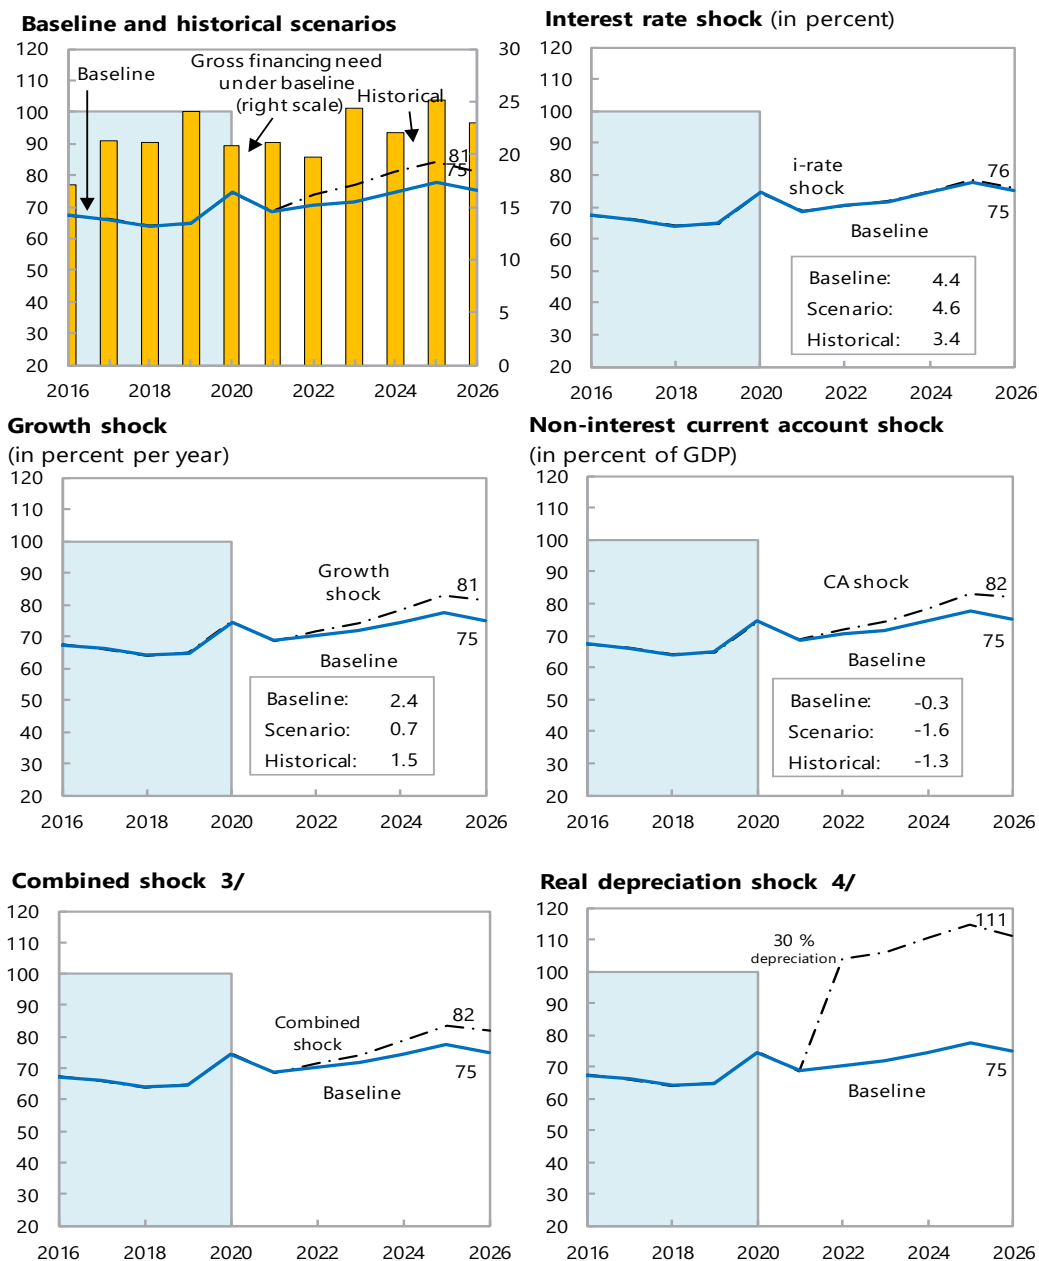 Baseline and historical scenarios
120
110
100
90
80
70
60
50
40
30
20
30
25
20
15
10
5
0
Baseline
Gross financing need
under baseline
(right scale)
Historical
81
75
2016 2018 2020 2022 2024 2026
Interest rate shock (in percent)
120
110
100
90
80
70
60
50
40
30
20
i-rate
shock
76
75
Baseline
Baseline: 4.4
Scenario: 4.6
Historical: 3.4
2016 2018 2020 2022 2024 2026
Growth shock
(in percent per year)
120
110
100
90
80
70
60
50
40
30
20
Growth
shock
81
75
Baseline
Baseline: 2.4
Scenario: 0.7
Historical: 1.5
2016 2018 2020 2022 2024 2026
Non-interest current account shock
(in percent of GDP)
120
110
100
90
80
70
60
50
40
30
20
CA shock
82
75
Baseline
Baseline: -0.3
Scenario: -1.6
Historical: -1.3
2016 2018 2020 2022 2024 2026
Combined shock 3/
120
110
100
90
80
70
60
50
40
30
20
Combined
shock
82
75
Baseline
2016 2018 2020 2022 2024 2026
Real depreciation shock 4/
120
110
100
90
80
70
60
50
40
30
20
30 %
depreciation
111
75
Baseline
2016 2018 2020 2022 2024 2026